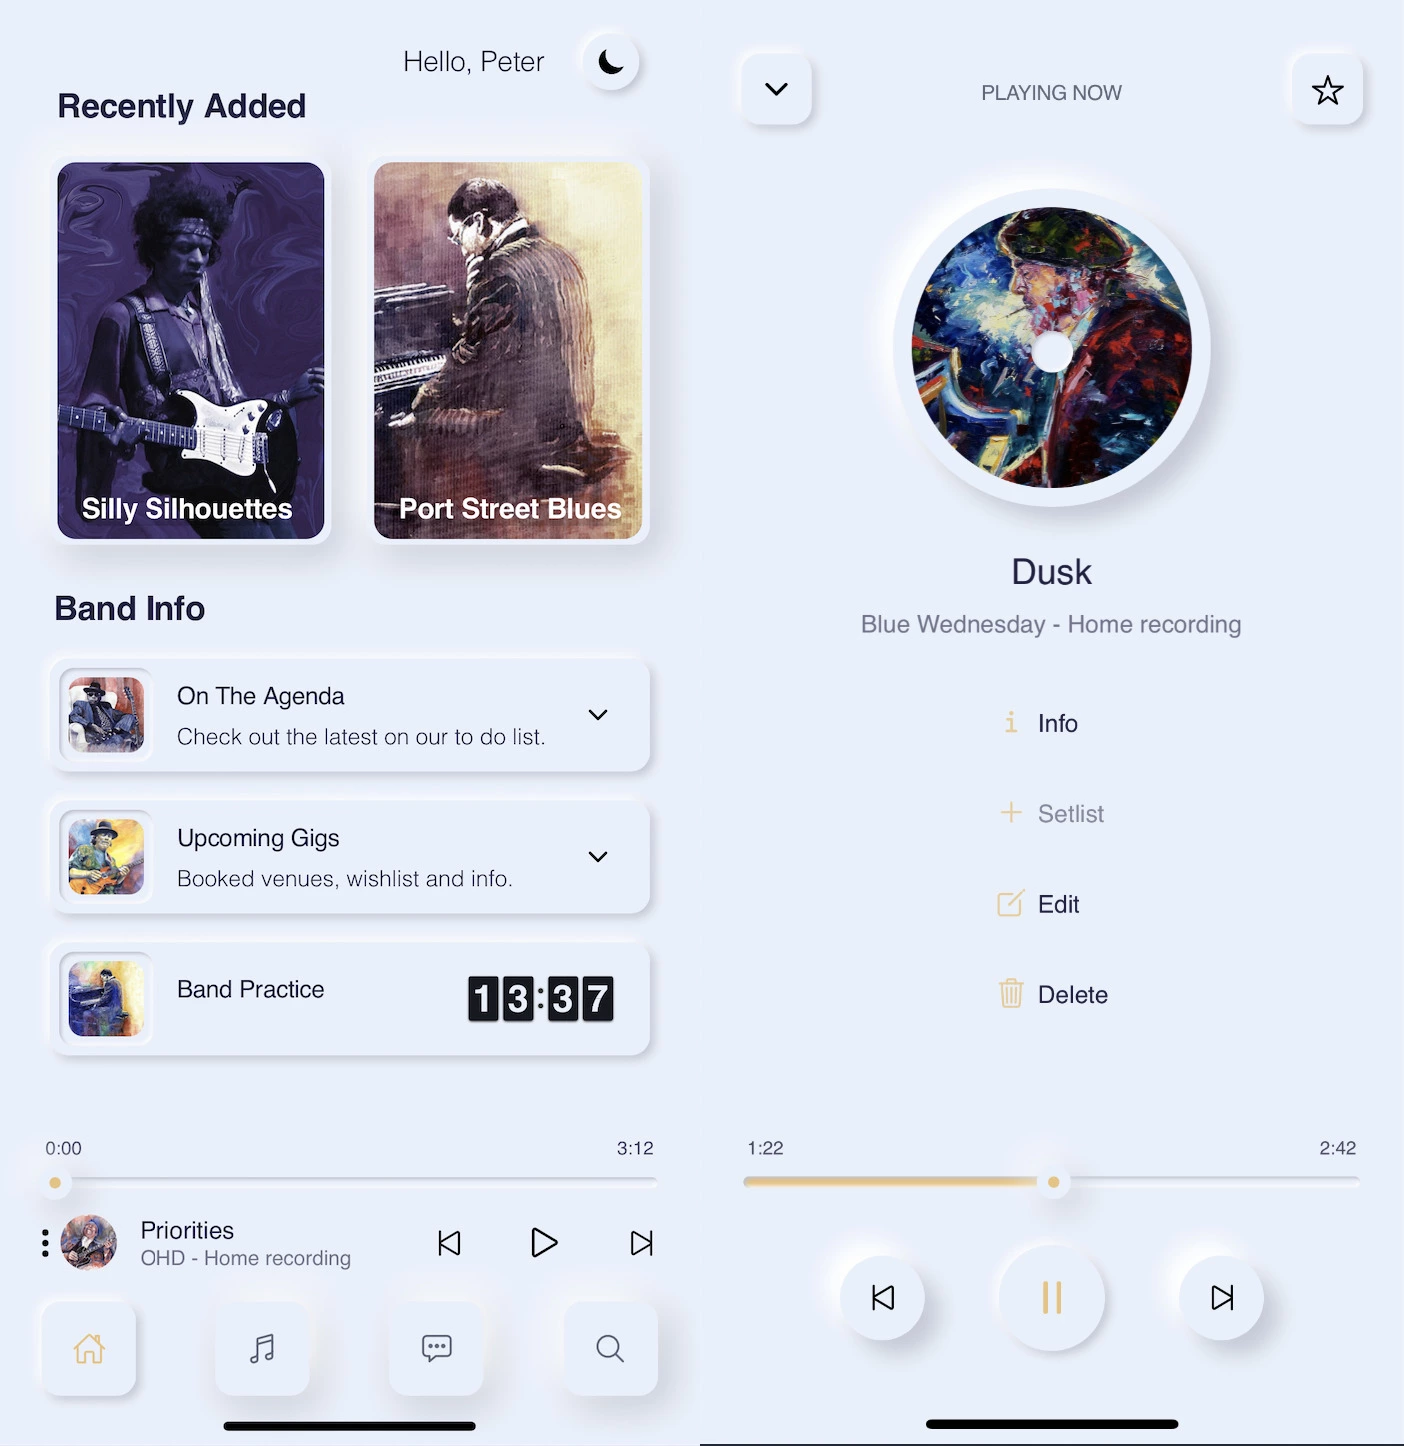 Hello, Peter
Recently Added
Silly Silhouettes
Port Street Blues
Band Info
On The Agenda
Check out the latest on our to do list.
Upcoming Gigs
Booked venues, wishlist and info.
Band Practice
13:37
0:00
3:12
Priorities
OHD - Home recording
PLAYING NOW
Dusk
Blue Wednesday - Home recording
Info
Setlist
Edit
Delete
1:22
2:42